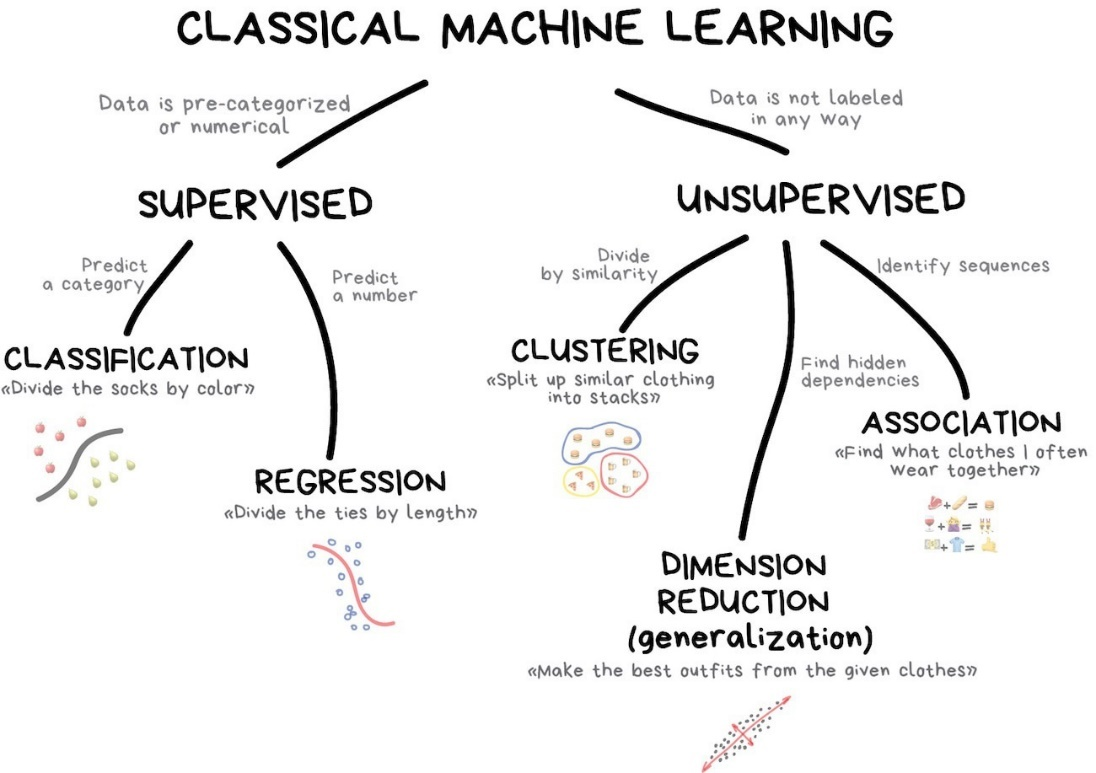 CLASSICAL MACHINE LEARNING
Data is pre-categorized
or numerical
Data is not labeled
in any way
SUPERVISED
UNSUPERVISED
Predict
a category
Predict
a number
Divide
by similarity
Identify sequences
CLASSIFICATION
«Divide the socks by color»
CLUSTERING
«Split up similar clothing
into stacks»
Find hidden
dependencies
ASSOCIATION
«Find what clothes I often
wear together»
REGRESSION
«Divide the ties by length»
+ =
+ =
+ =
DIMENSION
REDUCTION
(generalization)
«Make the best outfits from the given clothes»